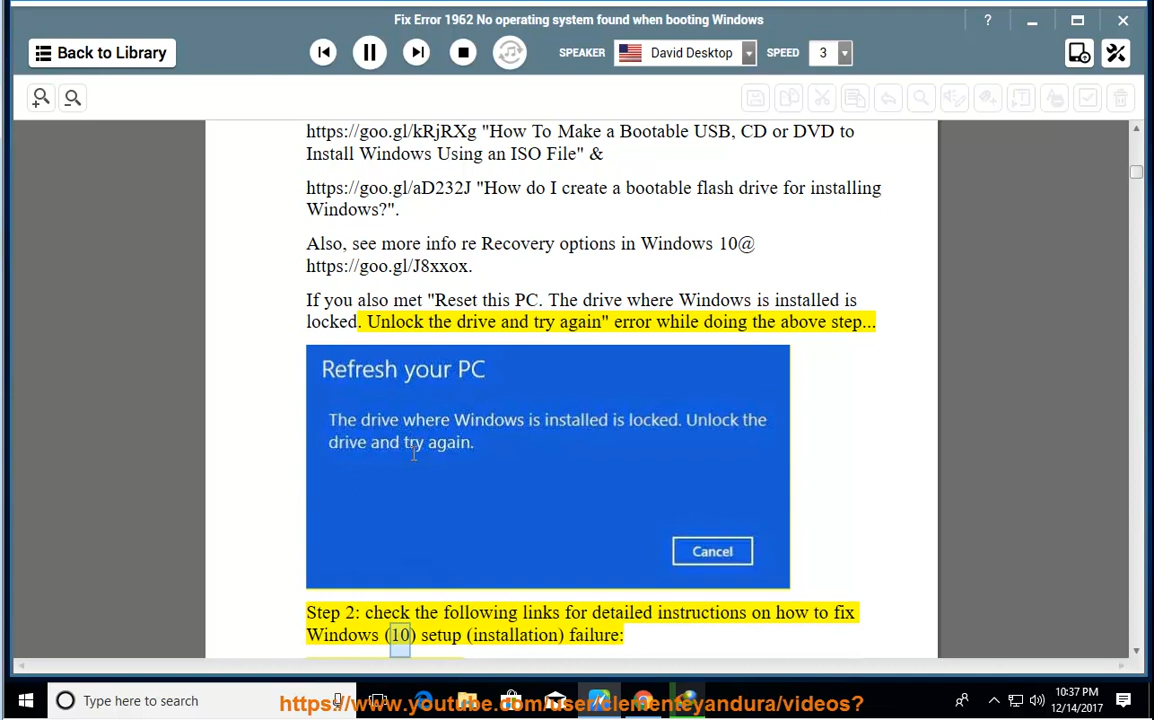 Fix Error 1962 No operating system found when booting Windows
Back to Library
SPEAKER
David Desktop
SPEED
3
https://goo.gl/kRjRXg "How To Make a Bootable USB, CD or DVD to
Install Windows Using an ISO File" &
https://goo.gl/aD232J "How do I create a bootable flash drive for installing
Windows?".
Also, see more info re Recovery options in Windows 10@
https://goo.gl/J8xxox.
If you also met "Reset this PC. The drive where Windows is installed is
locked. Unlock the drive and try again" error while doing the above step...
Refresh your PC
The drive where Windows is installed is locked. Unlock the
drive and try again.
Cancel
Step 2: check the following links for detailed instructions on how to fix
Windows (10) setup (installation) failure:
Type here to search
https://www.youtube.com/user/clementeyandura/videos?
10:37 PM
12/14/2017